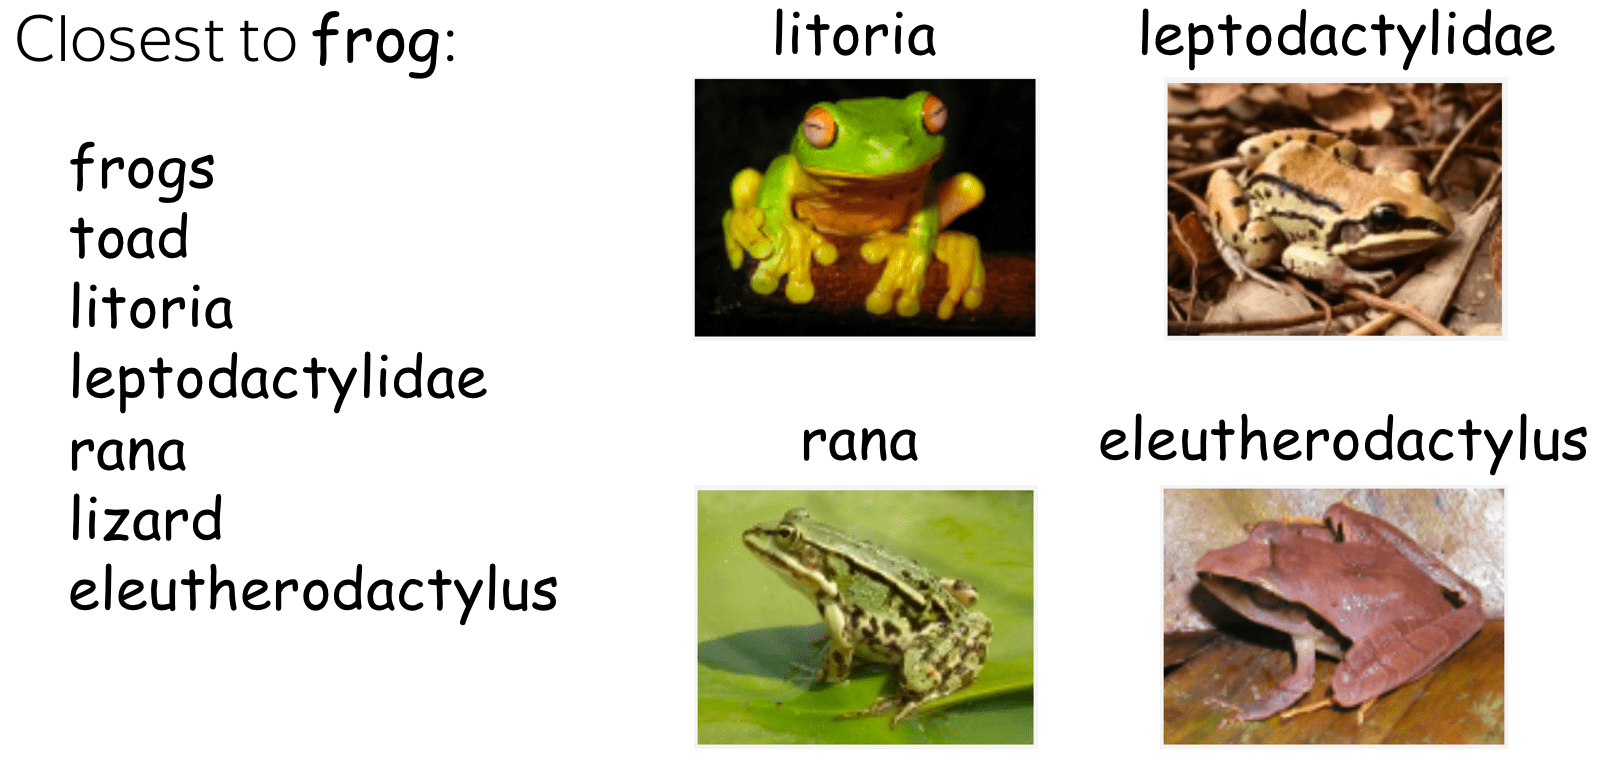 Closest to frog:
frogs
toad
litoria
leptodactylidae
rana
lizard
eleutherodactylus
litoria
leptodactylidae
rana
eleutherodactylus